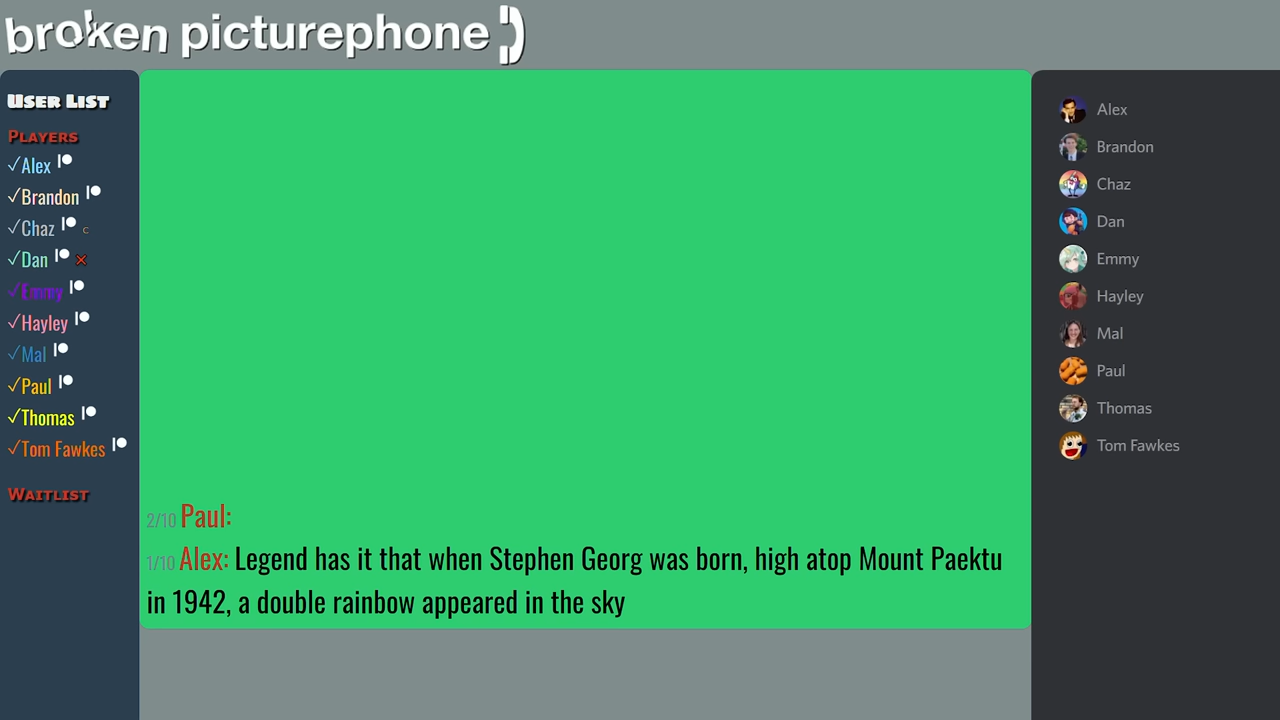 broken picturephone
User List
Players
✓Alex
✓Brandon
✓Chaz c
✓Dan ×
✓Emmy
✓Hayley
✓Mal
✓Paul
✓Thomas
✓Tom Fawkes
Waitlist
2/10 Paul:
1/10 Alex: Legend has it that when Stephen Georg was born, high atop Mount Paektu
in 1942, a double rainbow appeared in the sky
Alex
Brandon
Chaz
Dan
Emmy
Hayley
Mal
Paul
Thomas
Tom Fawkes